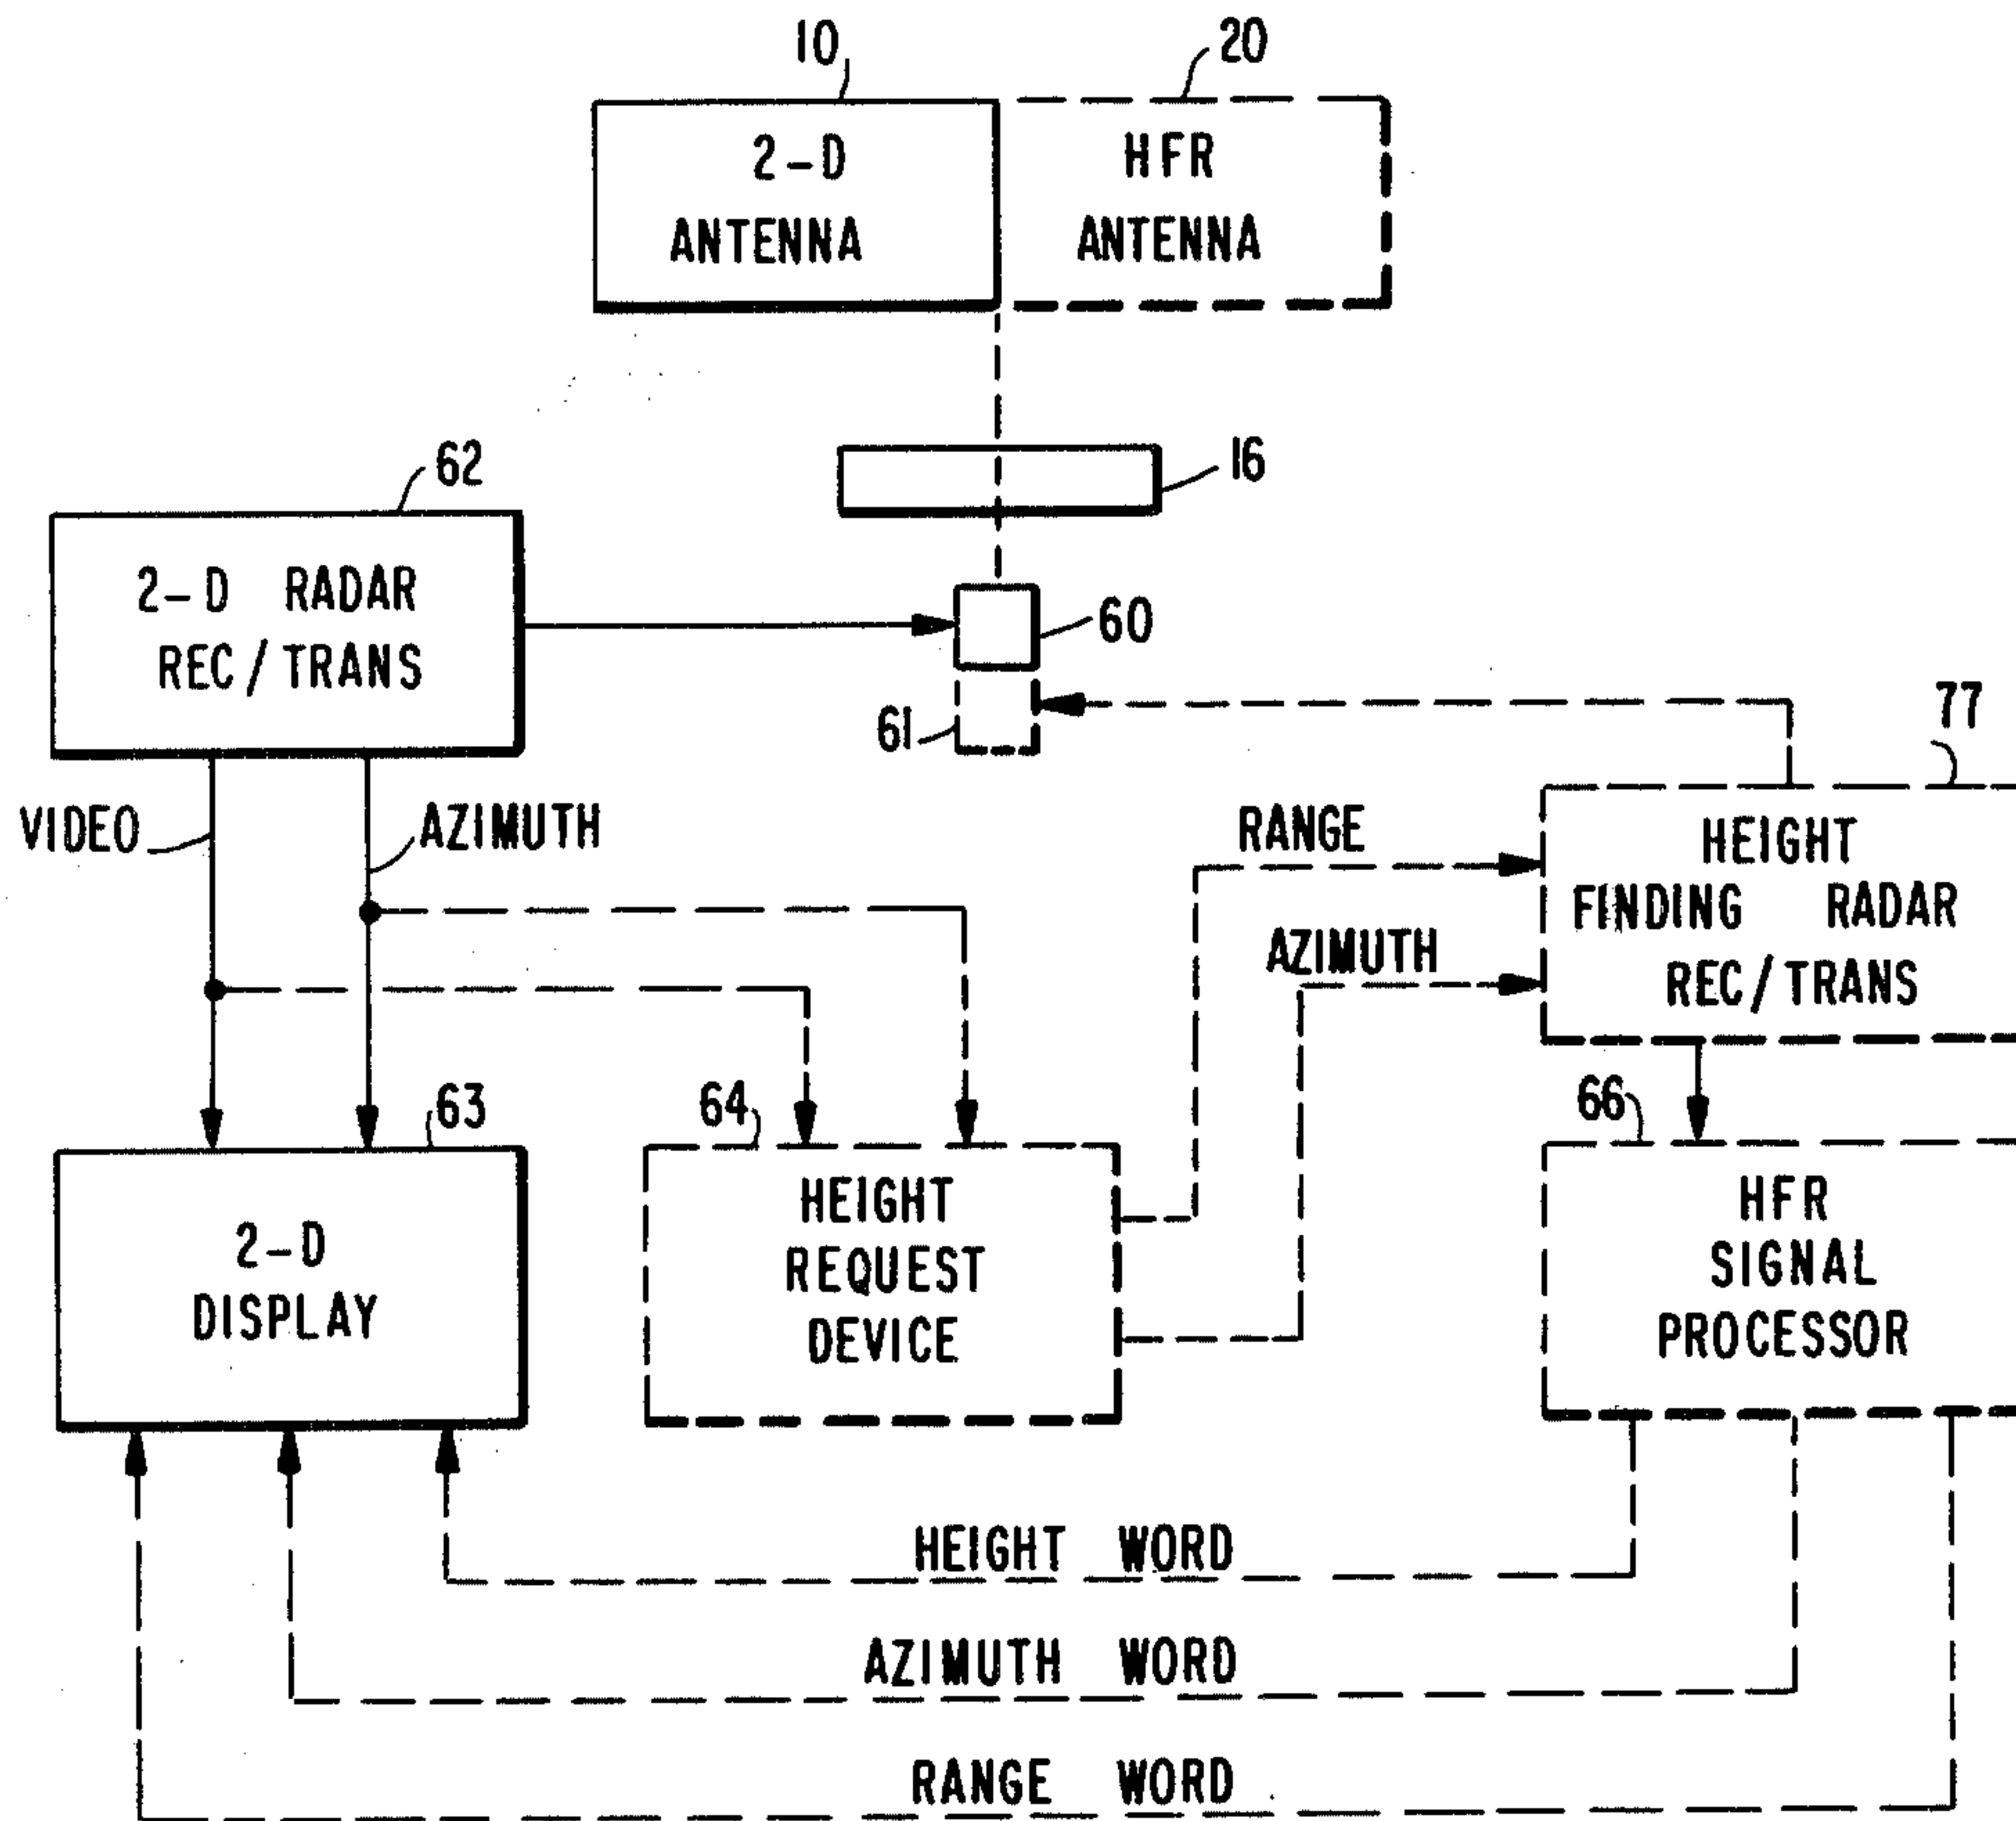 10
20
2-D
ANTENNA
HFR
ANTENNA
16
62
2-D RADAR
REC/TRANS
60
61
77
VIDEO
AZIMUTH
RANGE
AZIMUTH
HEIGHT
FINDING RADAR
REC/TRANS
63
64
66
2-D
DISPLAY
HEIGHT
REQUEST
DEVICE
HFR
SIGNAL
PROCESSOR
HEIGHT WORD
AZIMUTH WORD
RANGE WORD